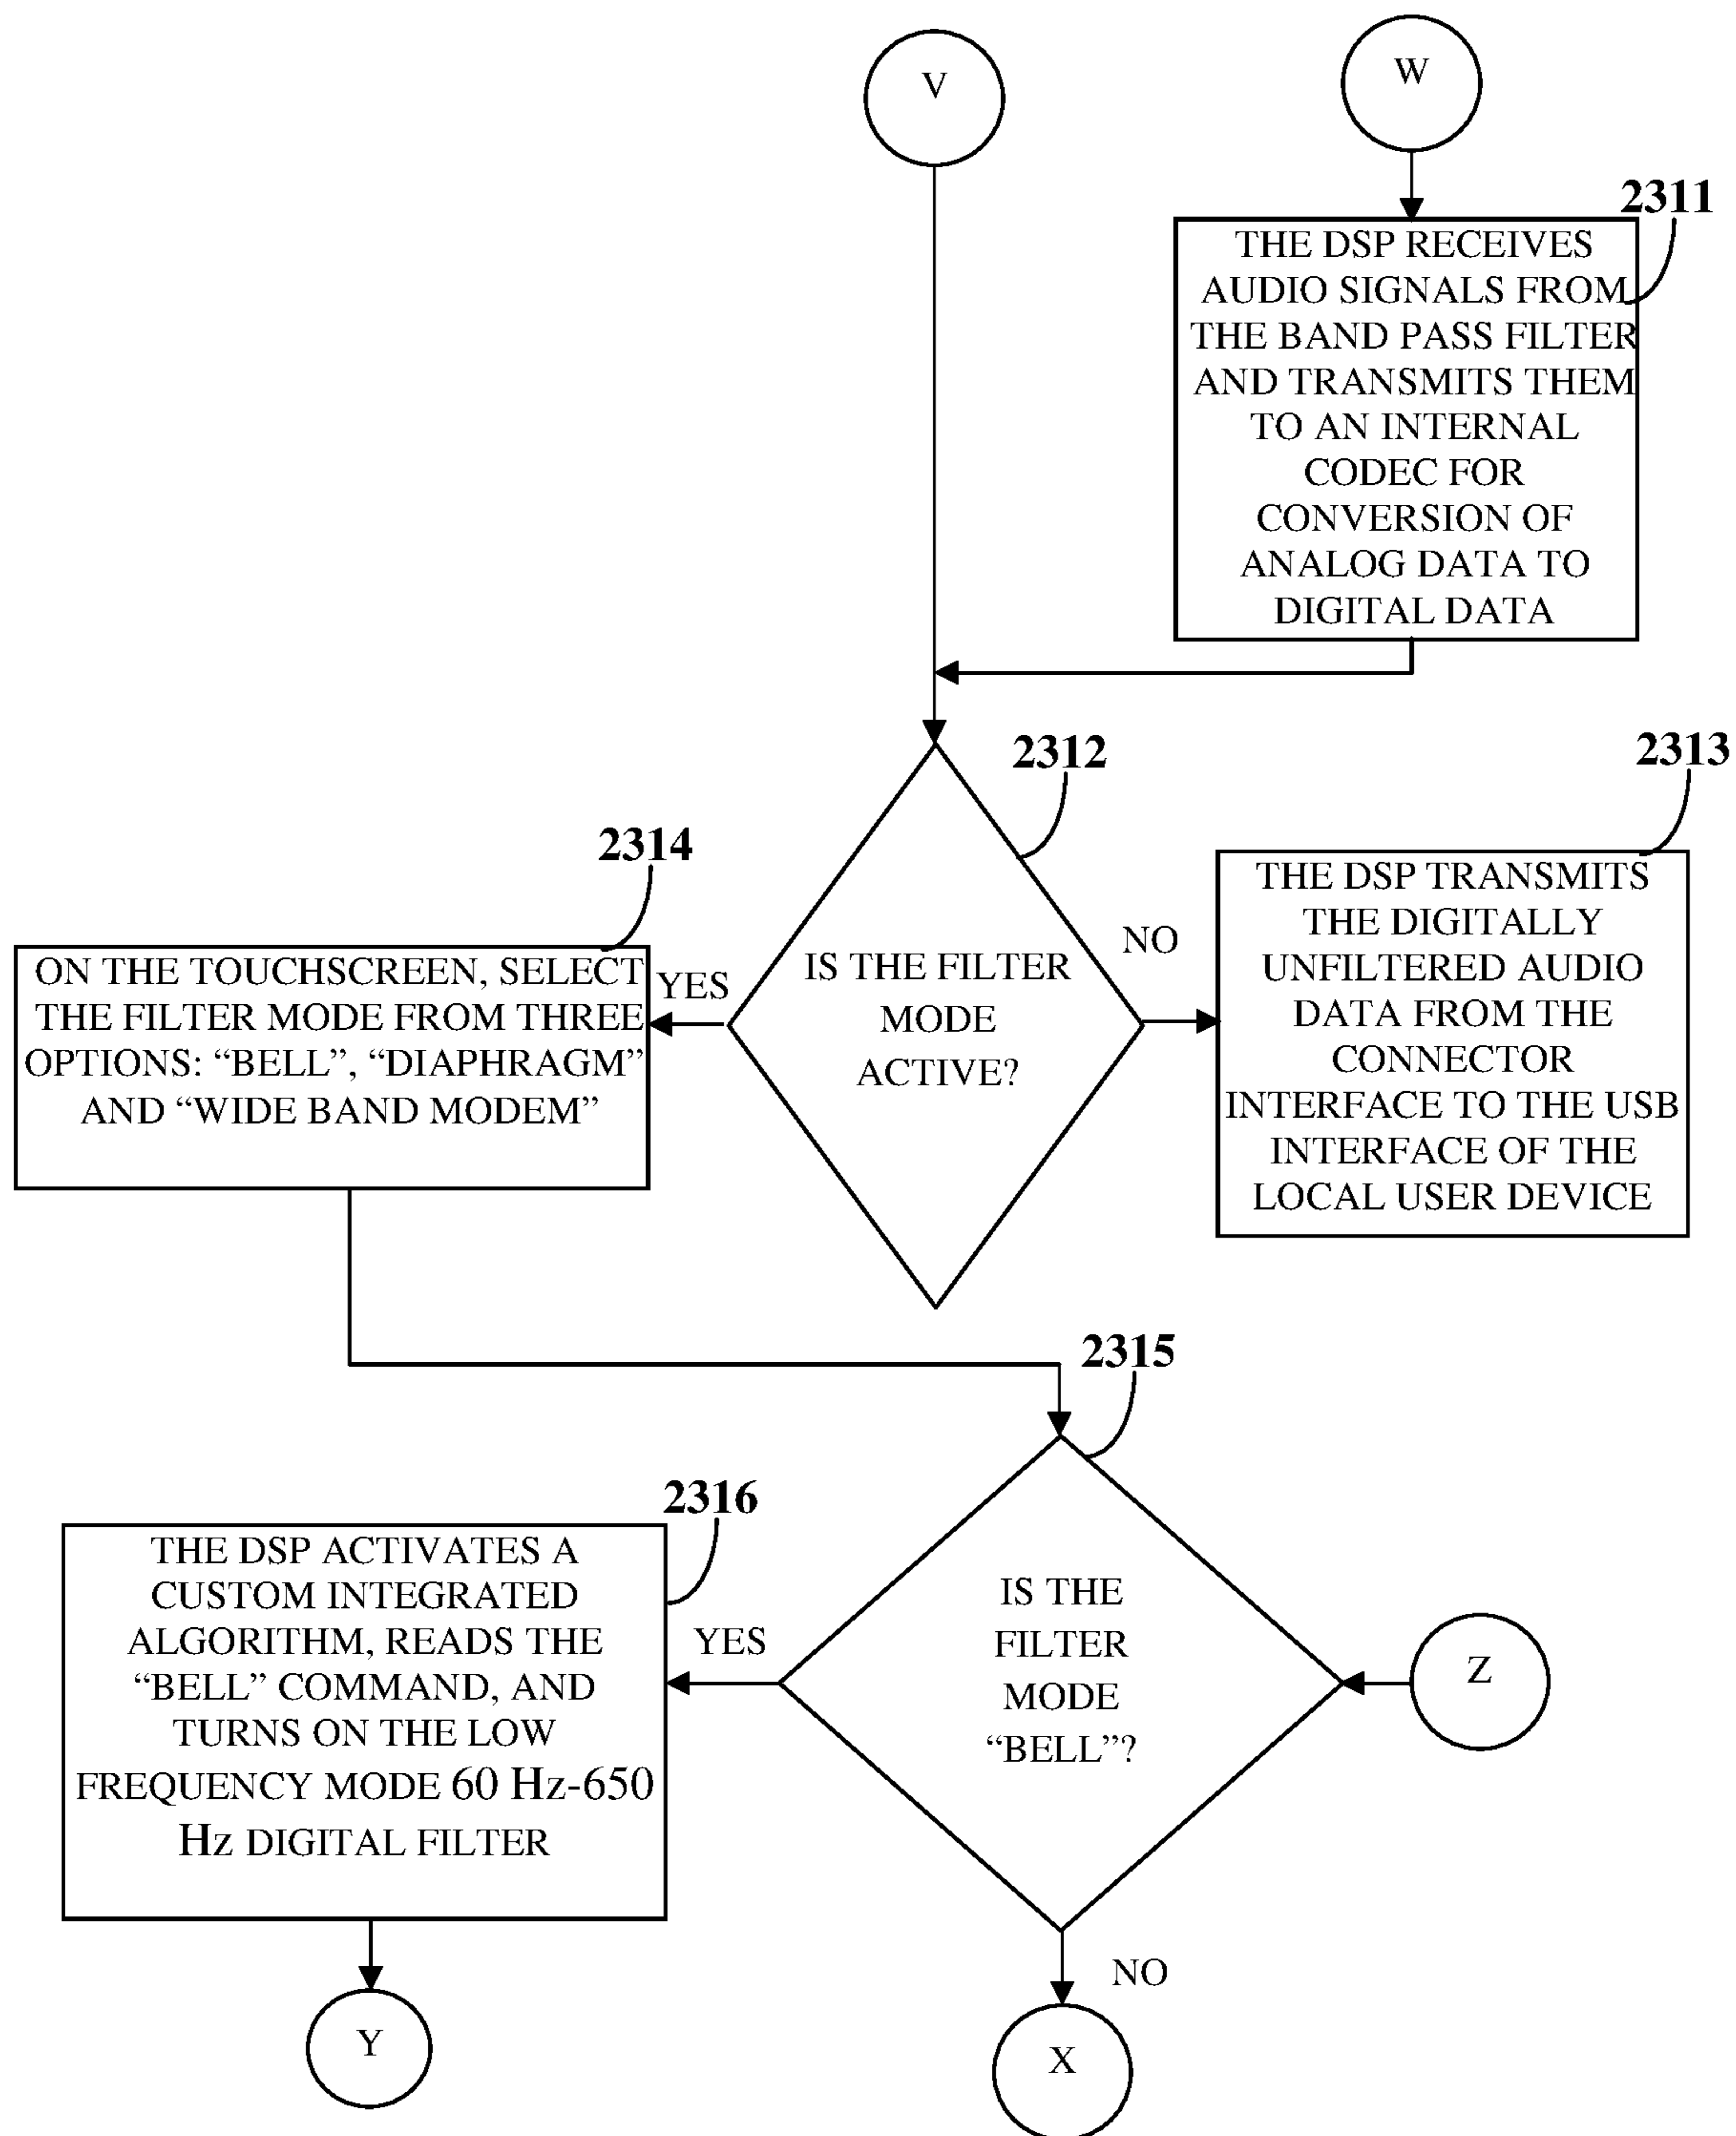 V
W
2311
THE DSP RECEIVES
AUDIO SIGNALS FROM
THE BAND PASS FILTER
AND TRANSMITS THEM
TO AN INTERNAL
CODEC FOR
CONVERSION OF
ANALOG DATA TO
DIGITAL DATA
2312
IS THE FILTER
MODE
ACTIVE?
NO
2313
THE DSP TRANSMITS
THE DIGITALLY
UNFILTERED AUDIO
DATA FROM THE
CONNECTOR
INTERFACE TO THE USB
INTERFACE OF THE
LOCAL USER DEVICE
YES
2314
ON THE TOUCHSCREEN, SELECT
THE FILTER MODE FROM THREE
OPTIONS: “BELL”, “DIAPHRAGM”
AND “WIDE BAND MODEM”
2315
IS THE
FILTER
MODE
“BELL”?
Z
YES
2316
THE DSP ACTIVATES A
CUSTOM INTEGRATED
ALGORITHM, READS THE
“BELL” COMMAND, AND
TURNS ON THE LOW
FREQUENCY MODE 60 Hz-650
Hz DIGITAL FILTER
Y
NO
X